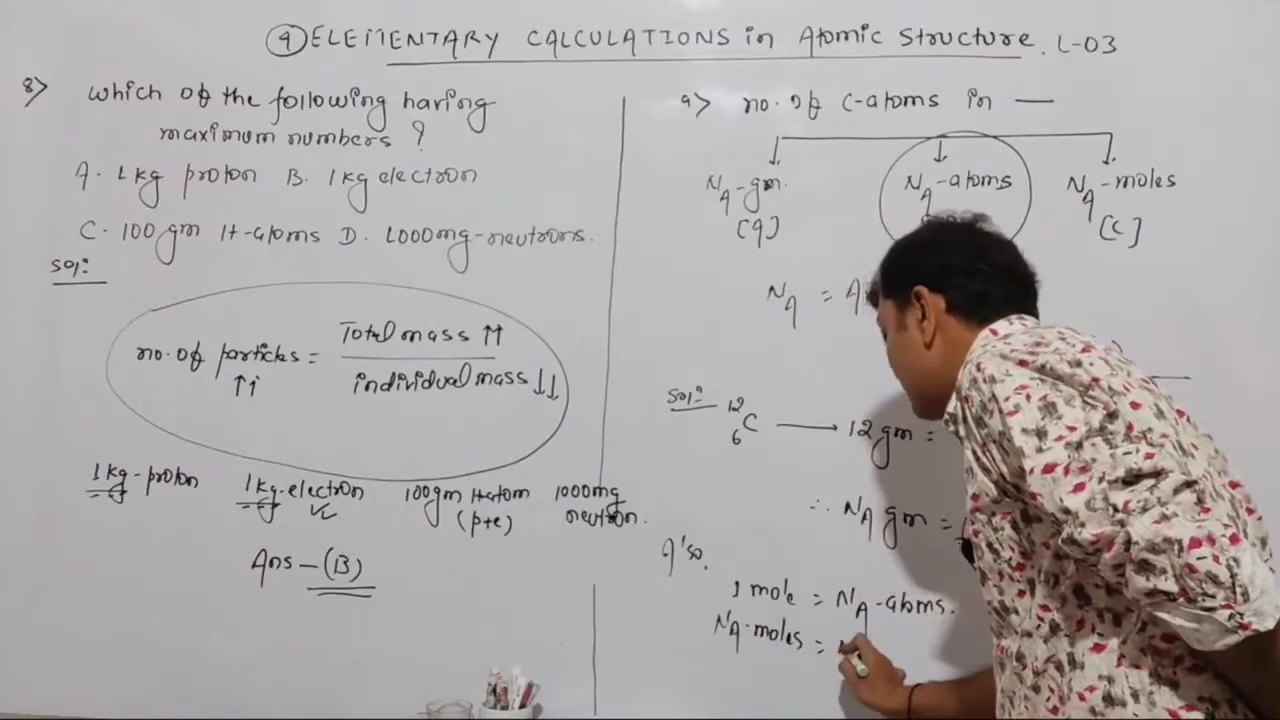 9 ELEMENTARY CALCULATIONS in Atomic Structure. L-03
8> Which of the following having
maximum numbers ?
A. 1kg proton B. 1kg electron
C. 100gm H-atoms D. 1000mg-neutrons.
Sol:
no. of particles = Total mass ↑↑
↑↑ individual mass ↓↓
1kg-proton 1kg-electron 100gm H-atom 1000mg
(p+e) neutron.
Ans - (B)
9> no. of C-atoms in —
NA-gm. NA-atoms NA-moles
[A] [C]
NA =
Sol: 12 6 C → 12gm =
∴ NA gm =
A'so.
1 mole = NA-atoms.
NA-moles =